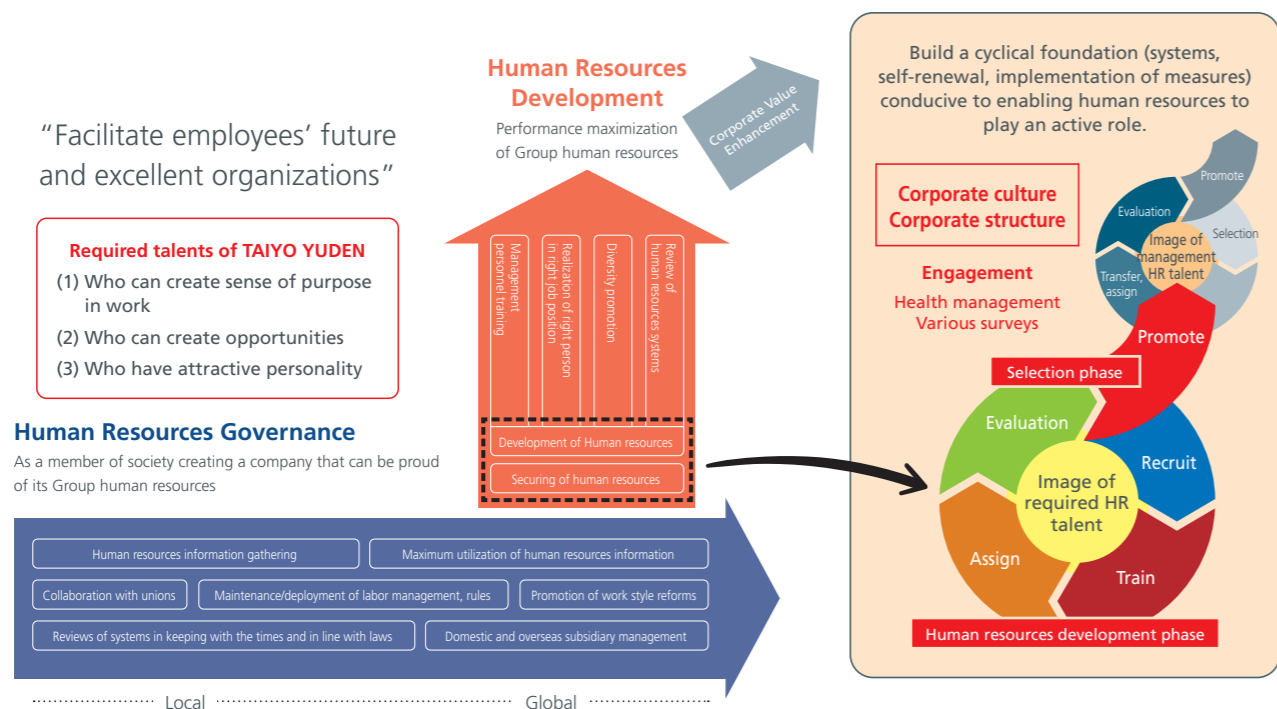 “Facilitate employees’ future
and excellent organizations”
Required talents of TAIYO YUDEN
(1) Who can create sense of purpose
in work
(2) Who can create opportunities
(3) Who have attractive personality
Human Resources Governance
As a member of society creating a company that can be proud
of its Group human resources
Human resources information gathering
Maximum utilization of human resources information
Collaboration with unions
Maintenance/deployment of labor management, rules
Promotion of work style reforms
Reviews of systems in keeping with the times and in line with laws
Domestic and overseas subsidiary management
Local
Global
Human Resources
Development
Performance maximization
of Group human resources
Corporate Value
Enhancement
Management
personnel training
Realization of right person
in right job position
Diversity promotion
Review of
human resources systems
Development of Human resources
Securing of human resources
Build a cyclical foundation (systems,
self-renewal, implementation of measures)
conducive to enabling human resources to
play an active role.
Corporate culture
Corporate structure
Engagement
Health management
Various surveys
Promote
Evaluation
Selection
Image of
management
HR talent
Transfer,
assign
Promote
Selection phase
Evaluation
Recruit
Image of
required HR
talent
Assign
Train
Human resources development phase